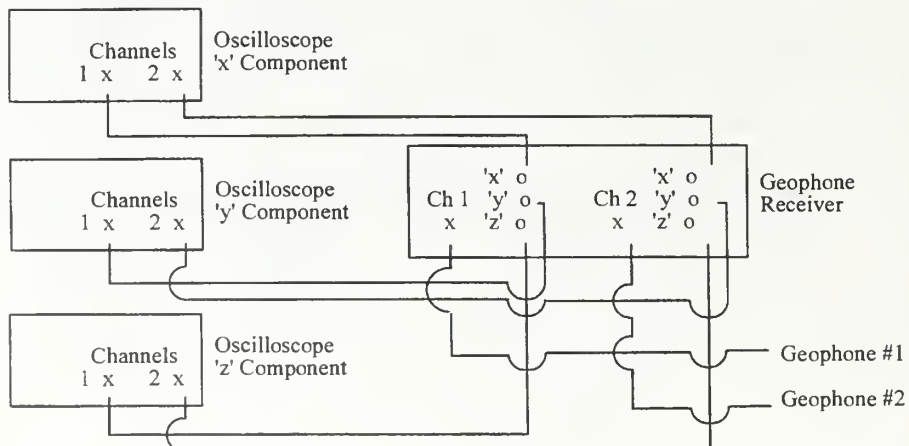 Channels
1 x 2 x
Oscilloscope
'x' Component
Channels
1 x 2 x
Oscilloscope
'y' Component
Channels
1 x 2 x
Oscilloscope
'z' Component
'x' o
Ch 1 'y' o
x 'z' o
'x' o
Ch 2 'y' o
x 'z' o
Geophone
Receiver
Geophone #1
Geophone #2